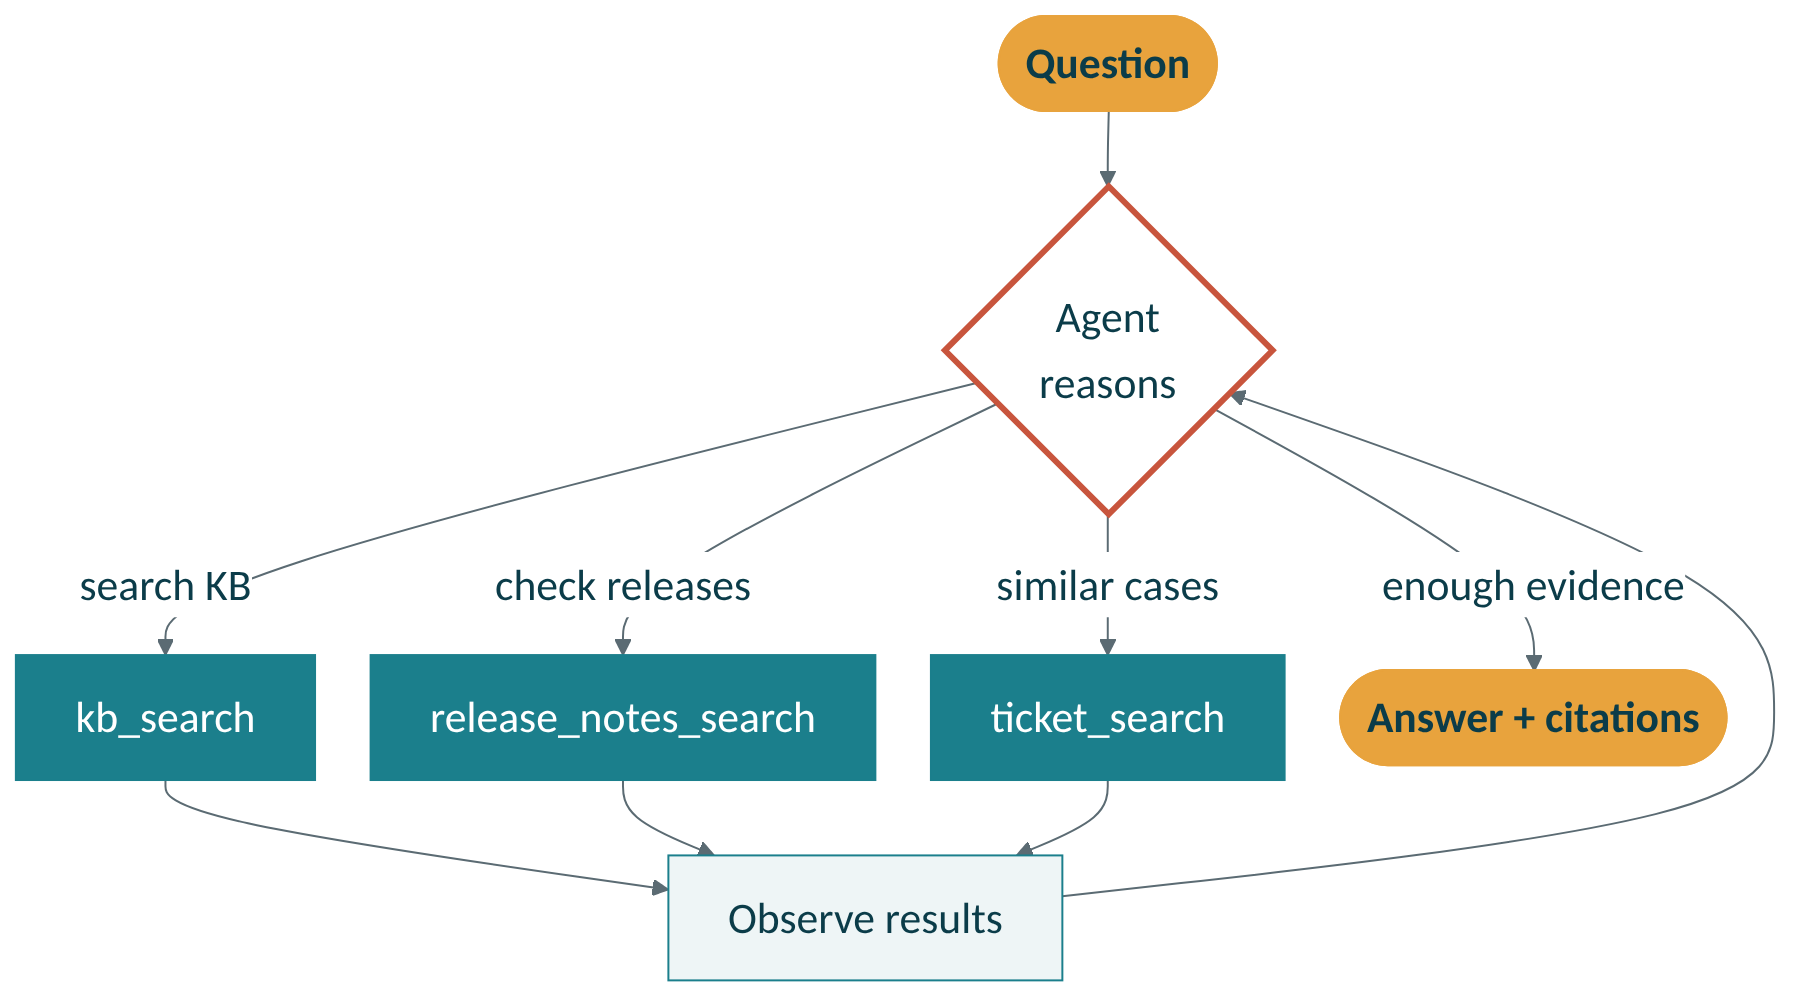 Question
Agent
reasons
search KB
check releases
similar cases
enough evidence
kb_search
release_notes_search
ticket_search
Answer + citations
Observe results